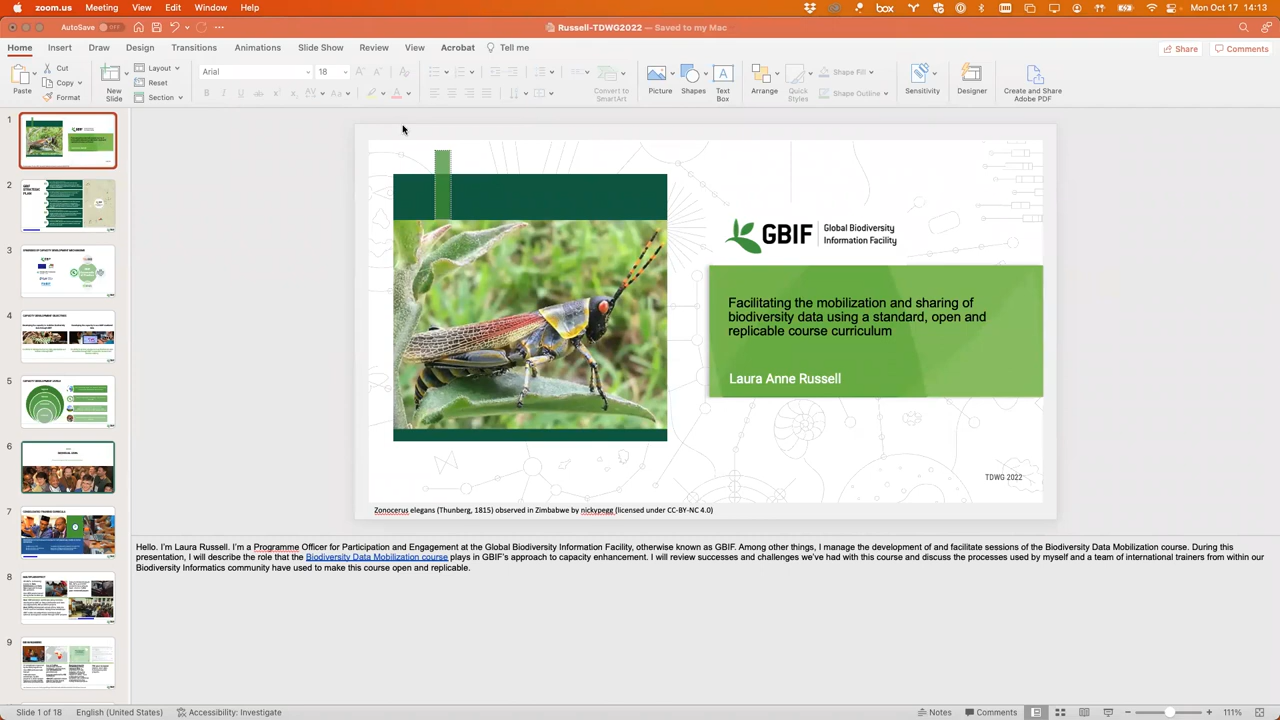 zoom.us Meeting View Edit Window Help
Mon Oct 17 14:13
AutoSave OFF
Russell-TDWG2022 — Saved to my Mac
Home Insert Draw Design Transitions Animations Slide Show Review View Acrobat Tell me
Share Comments
Paste
Cut
Copy
Format
New
Slide
Layout
Reset
Section
Arial 18
Convert to
SmartArt
Picture
Shapes
Text
Box
Arrange
Quick
Styles
Shape Fill
Shape Outline
Sensitivity
Designer
Create and Share
Adobe PDF
1
2
3
4
5
6
7
8
9
GBIF
Global Biodiversity
Information Facility
Facilitating the mobilization and sharing of
biodiversity data using a standard, open and
replicable course curriculum
Laura Anne Russell
TDWG 2022
Zonocerus elegans (Thunberg, 1815) observed in Zimbabwe by nickypegg (licensed under CC-BY-NC 4.0)
Hello. I'm Laura Russell. I'm a Programme Officer for Participation and Engagement at the Global Biodiversity Information Facility, otherwise known as GBIF. Among other things, I manage the development of and facilitate sessions of the Biodiversity Data Mobilization course. During this
presentation, I will describe the role that the Biodiversity Data Mobilization course plays in GBIF's approach to capacity enhancement. I will review successes and challenges we've had with this course and discuss the processes used by myself and a team of international trainers from within our
Biodiversity Informatics community have used to make this course open and replicable.
Slide 1 of 18 English (United States) Accessibility: Investigate
Notes Comments 111%